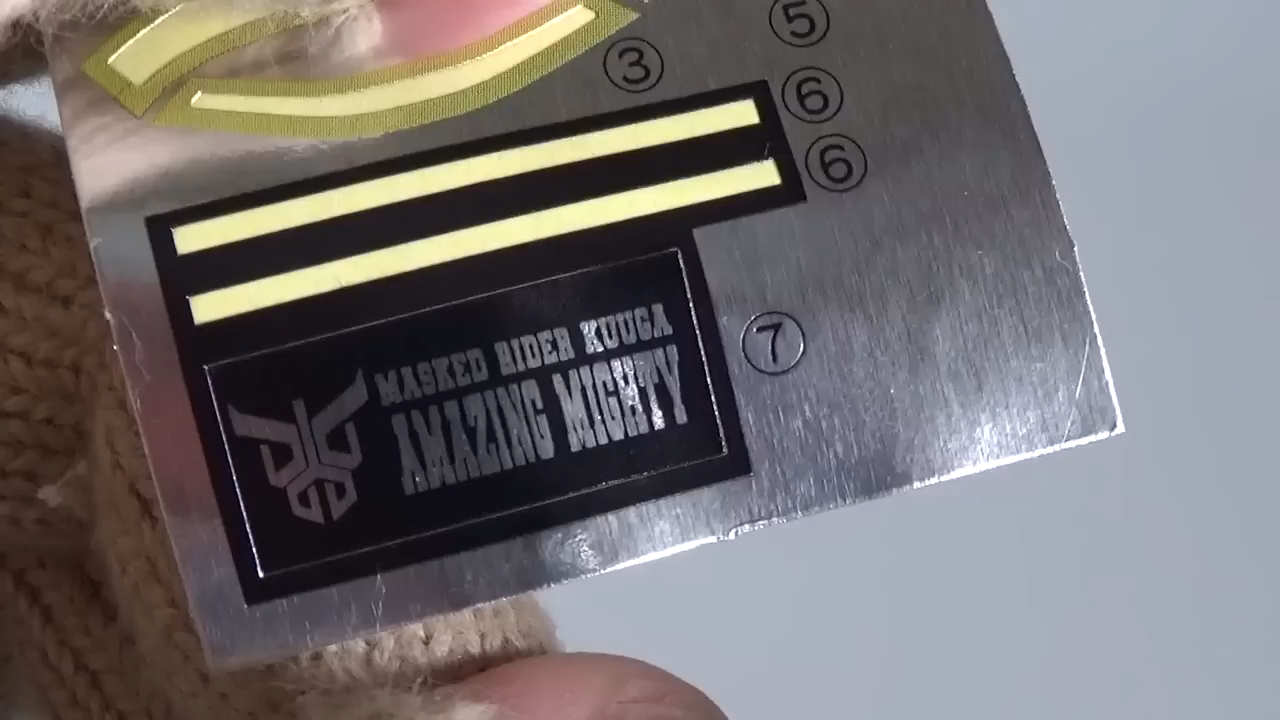 ⑤
③
⑥
⑥
⑦
MASKED RIDER KUUGA
AMAZING MIGHTY